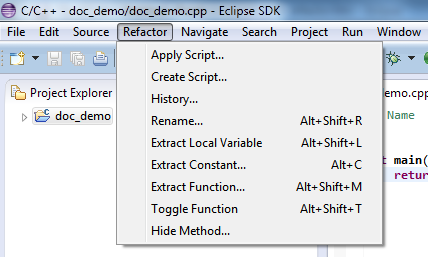 C/C++ - doc_demo/doc_demo.cpp - Eclipse SDK
File Edit Source Refactor Navigate Search Project Run Window
Apply Script...
Create Script...
History...
Rename... Alt+Shift+R
Extract Local Variable Alt+Shift+L
Extract Constant... Alt+C
Extract Function... Alt+Shift+M
Toggle Function Alt+Shift+T
Hide Method...
Project Explorer
doc_demo
emo.cpp
Name
t main(
retur